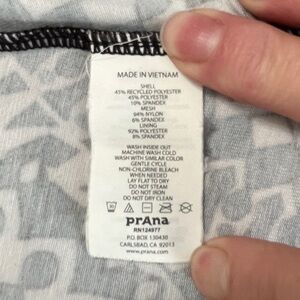 MADE IN VIETNAM
SHELL
45% RECYCLED POLYESTER
45% POLYESTER
10% SPANDEX
MESH
94% NYLON
6% SPANDEX
LINING
92% POLYESTER
8% SPANDEX
WASH INSIDE OUT
MACHINE WASH COLD
WASH WITH SIMILAR COLOR
GENTLE CYCLE
NON-CHLORINE BLEACH
WHEN NEEDED
LAY FLAT TO DRY
DO NOT STEAM
DO NOT IRON
DO NOT DRY CLEAN
30
prAna
RN124977
P.O. BOX 130430
CARLSBAD, CA 92013
www.prana.com